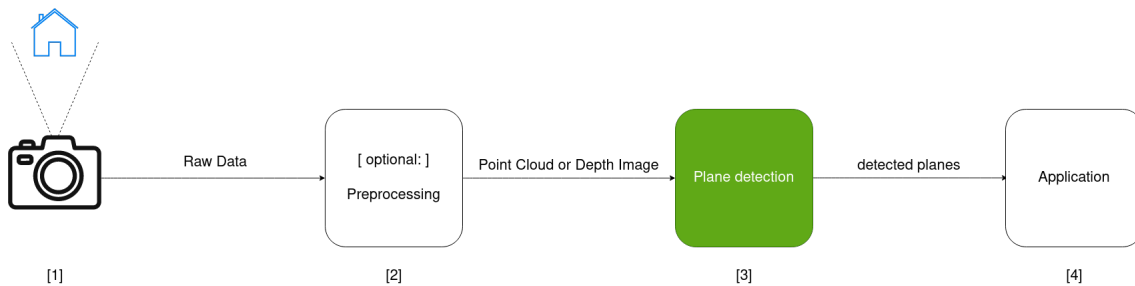 Raw Data
[ optional: ]
Preprocessing
Point Cloud or Depth Image
Plane detection
detected planes
Application
[1]
[2]
[3]
[4]